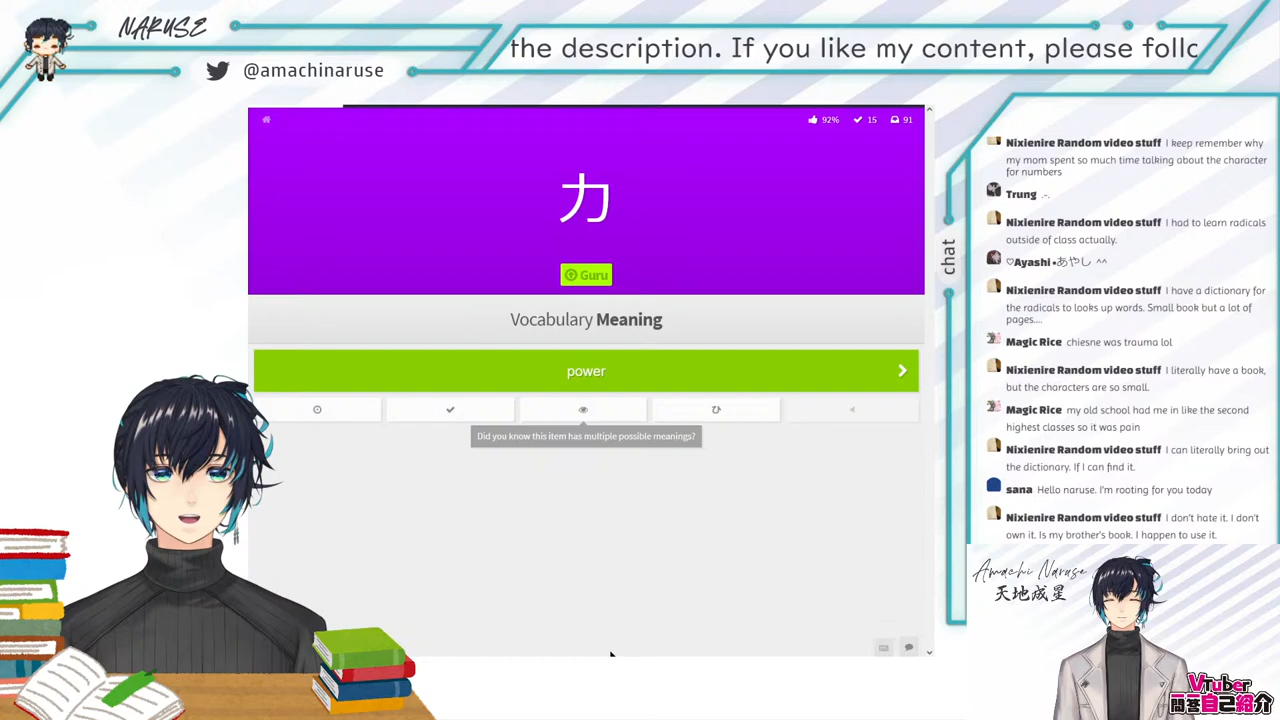 NARUSE
@amachinaruse
the description. If you like my content, please follc
92%
15
91
力
Guru
Vocabulary Meaning
power
ひ
Did you know this item has multiple possible meanings?
chat
Nixienire Random video stuff I keep remember why
my mom spent so much time talking about the character
for numbers
Trung .-.
Nixienire Random video stuff I had to learn radicals
outside of class actually.
♡Ayashi •あやし ^^
Nixienire Random video stuff I have a dictionary for
the radicals to looks up words. Small book but a lot of
pages....
Magic Rice chiesne was trauma lol
Nixienire Random video stuff I literally have a book,
but the characters are so small.
Magic Rice my old school had me in like the second
highest classes so it was pain
Nixienire Random video stuff I can literally bring out
the dictionary. If I can find it.
sana Hello naruse. I'm rooting for you today
Nixienire Random video stuff I don't hate it. I don't
own it. Is my brother's book. I happen to use it.
Amachi Naruse
天地成星
VTuber
一問一答自己紹介